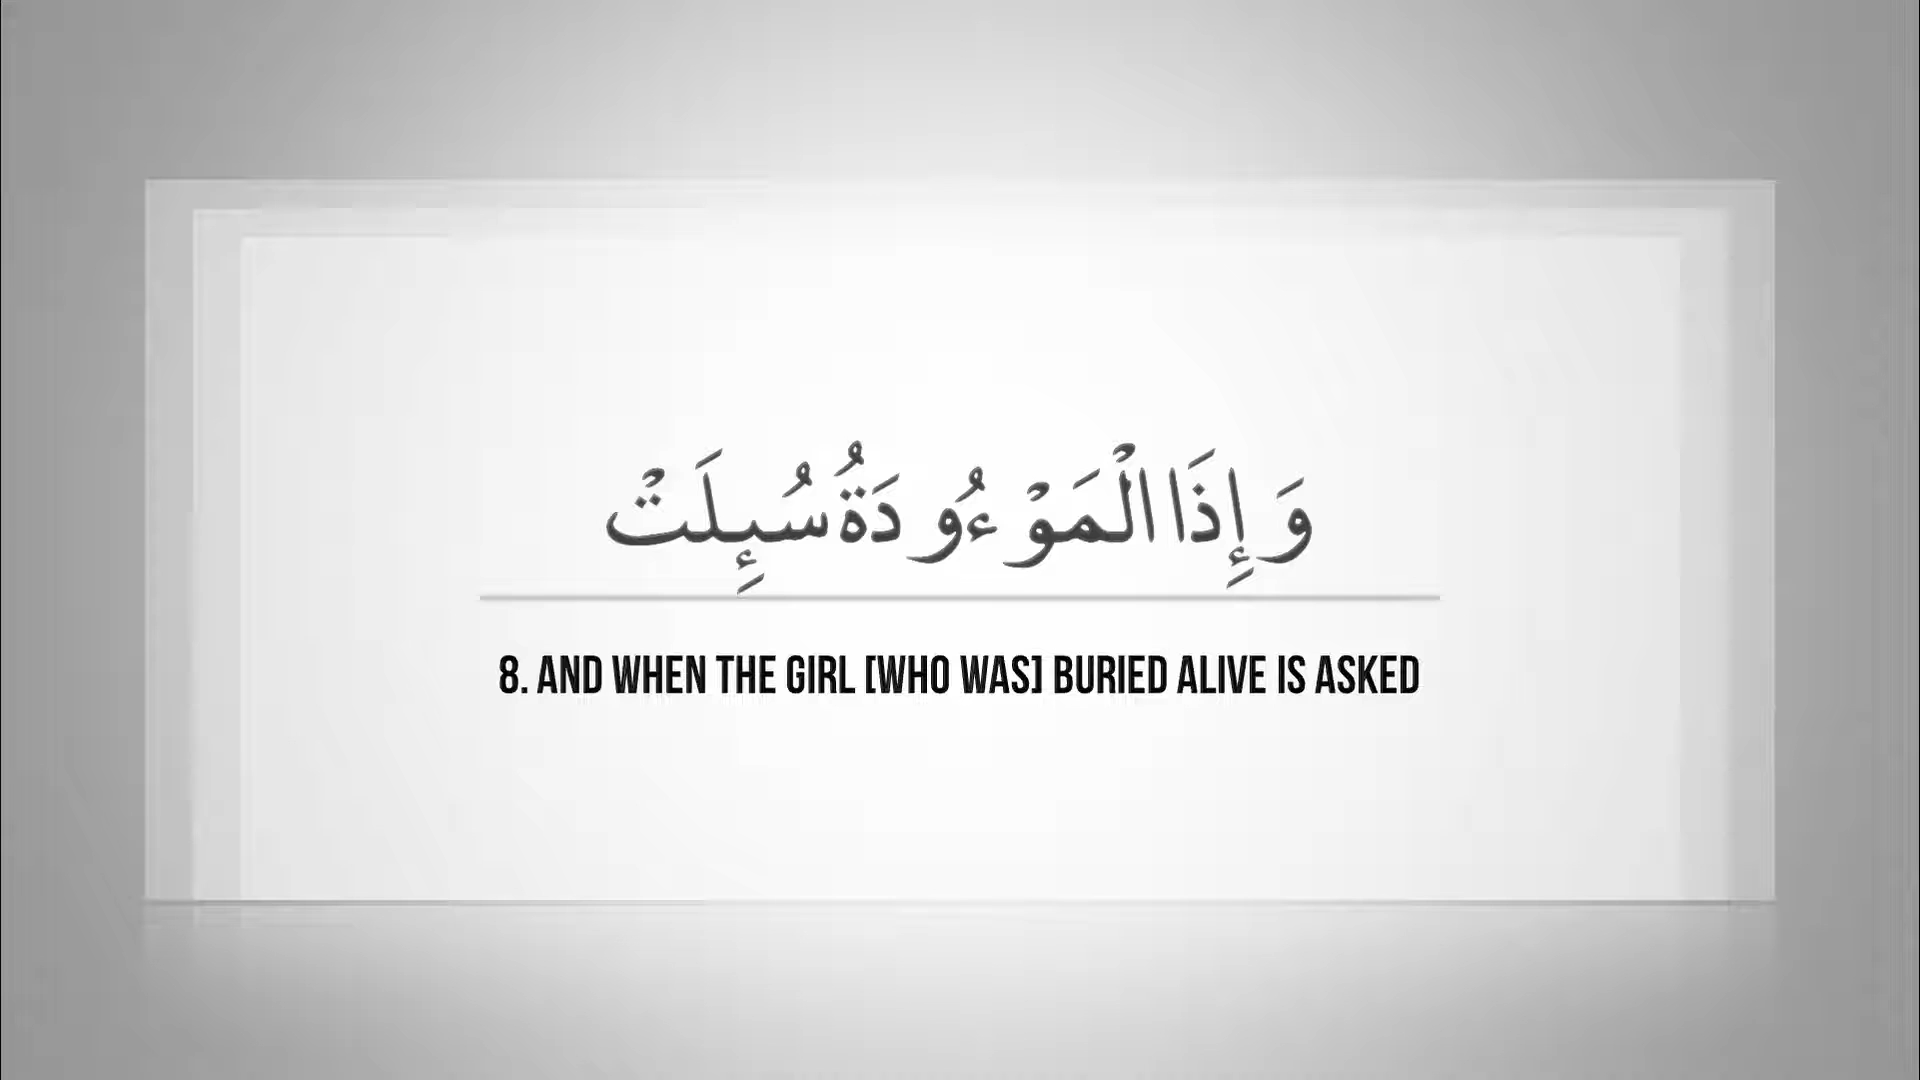 وَإِذَا الْمَوْءُودَةُ سُئِلَتْ
8. AND WHEN THE GIRL [WHO WAS] BURIED ALIVE IS ASKED